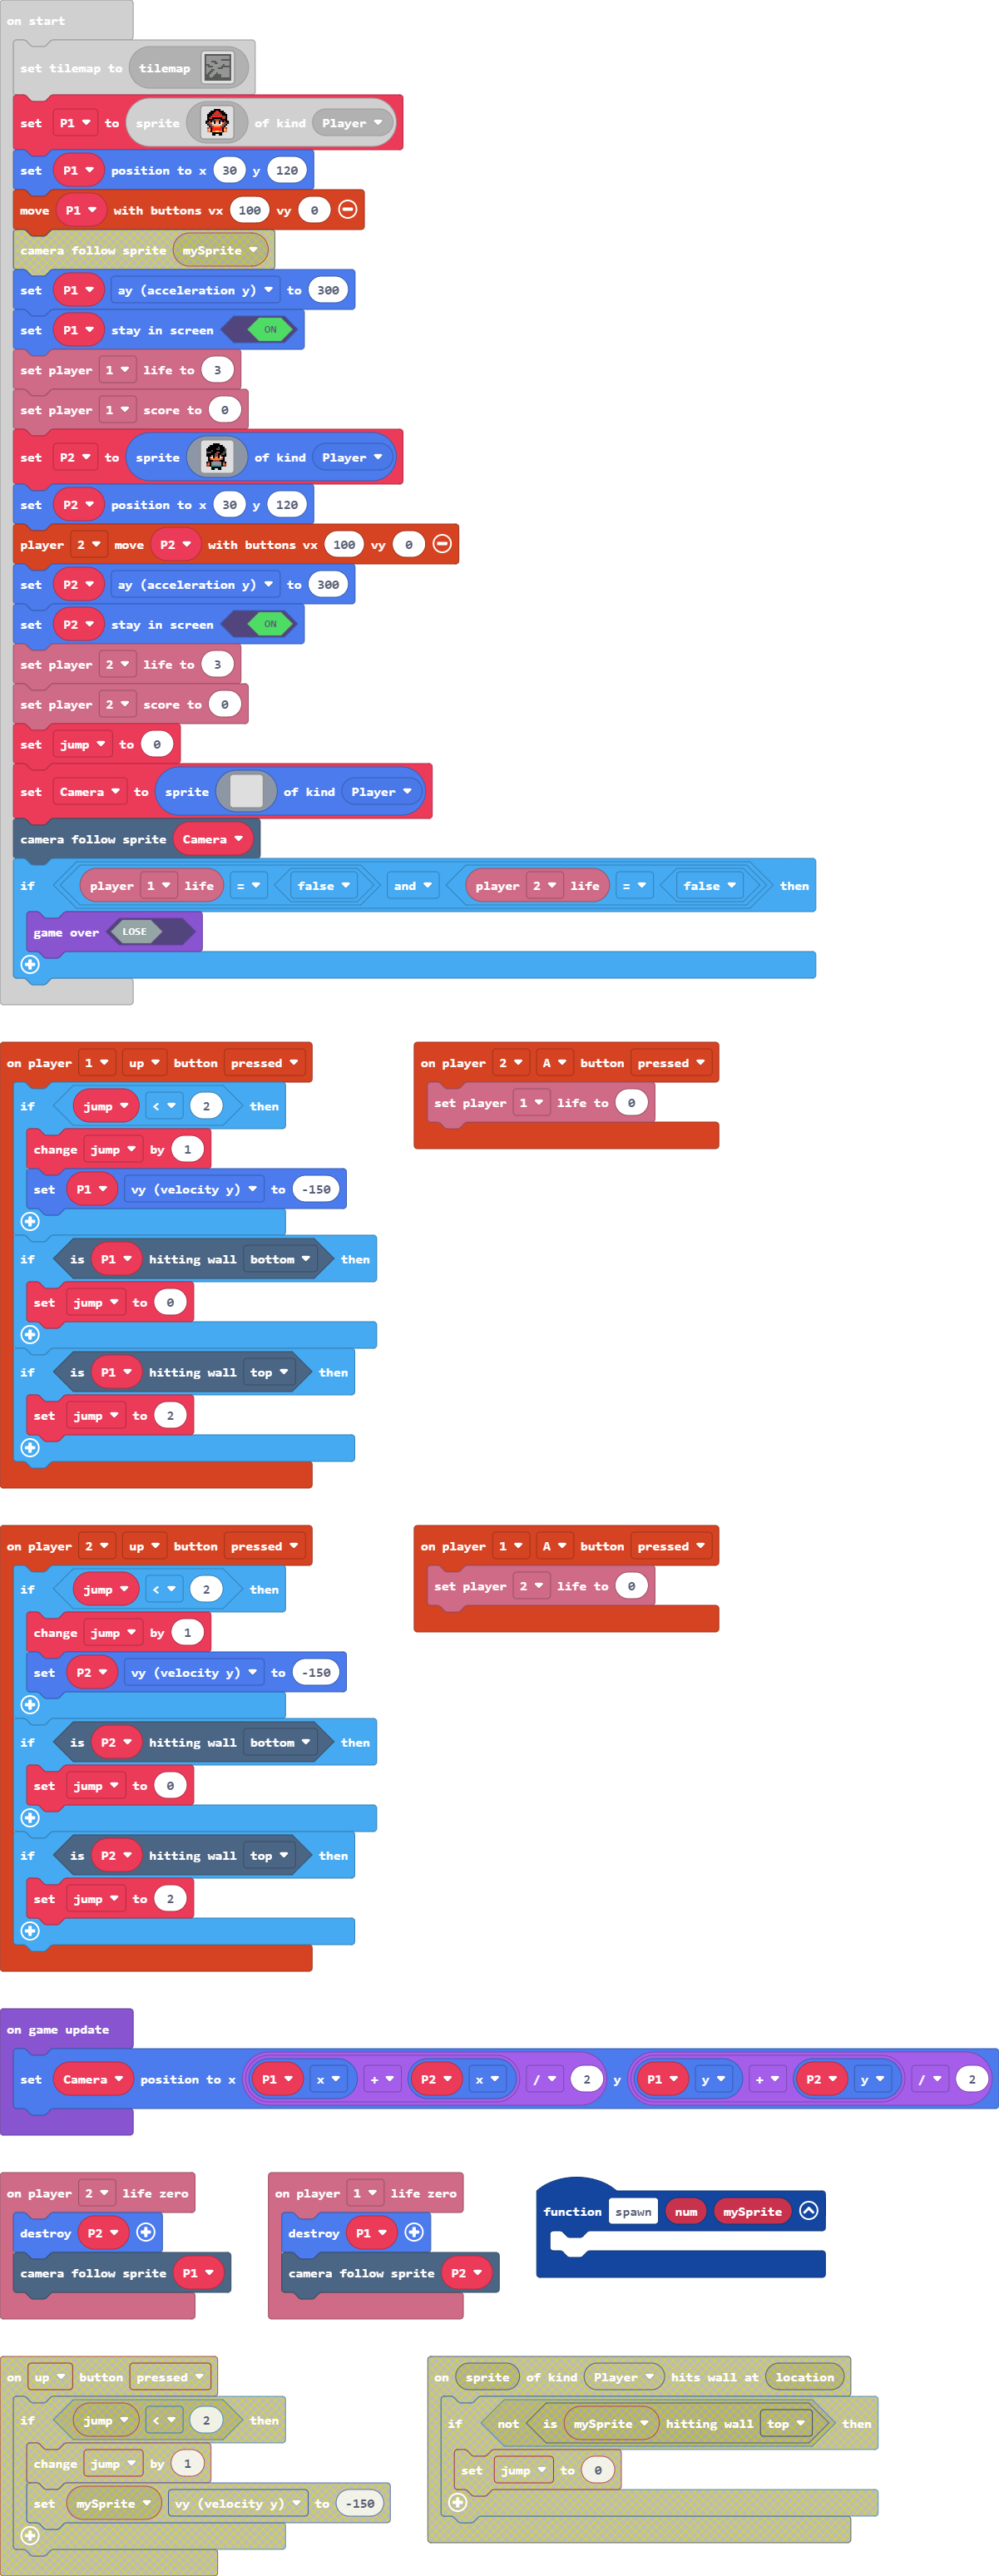 on start
set tilemap to tilemap
set P1 to sprite of kind Player
set P1 position to x 30 y 120
move P1 with buttons vx 100 vy 0
camera follow sprite mySprite
set P1 ay (acceleration y) to 300
set P1 stay in screen ON
set player 1 life to 3
set player 1 score to 0
set P2 to sprite of kind Player
set P2 position to x 30 y 120
player 2 move P2 with buttons vx 100 vy 0
set P2 ay (acceleration y) to 300
set P2 stay in screen ON
set player 2 life to 3
set player 2 score to 0
set jump to 0
set Camera to sprite of kind Player
camera follow sprite Camera
if player 1 life = false and player 2 life = false then
game over LOSE
on player 1 up button pressed
if jump < 2 then
change jump by 1
set P1 vy (velocity y) to -150
if is P1 hitting wall bottom then
set jump to 0
if is P1 hitting wall top then
set jump to 2
on player 2 A button pressed
set player 1 life to 0
on player 2 up button pressed
if jump < 2 then
change jump by 1
set P2 vy (velocity y) to -150
if is P2 hitting wall bottom then
set jump to 0
if is P2 hitting wall top then
set jump to 2
on player 1 A button pressed
set player 2 life to 0
on game update
set Camera position to x P1 x + P2 x / 2 y P1 y + P2 y / 2
on player 2 life zero
destroy P2
camera follow sprite P1
on player 1 life zero
destroy P1
camera follow sprite P2
function spawn num mySprite
on up button pressed
if jump < 2 then
change jump by 1
set mySprite vy (velocity y) to -150
on sprite of kind Player hits wall at location
if not is mySprite hitting wall top then
set jump to 0